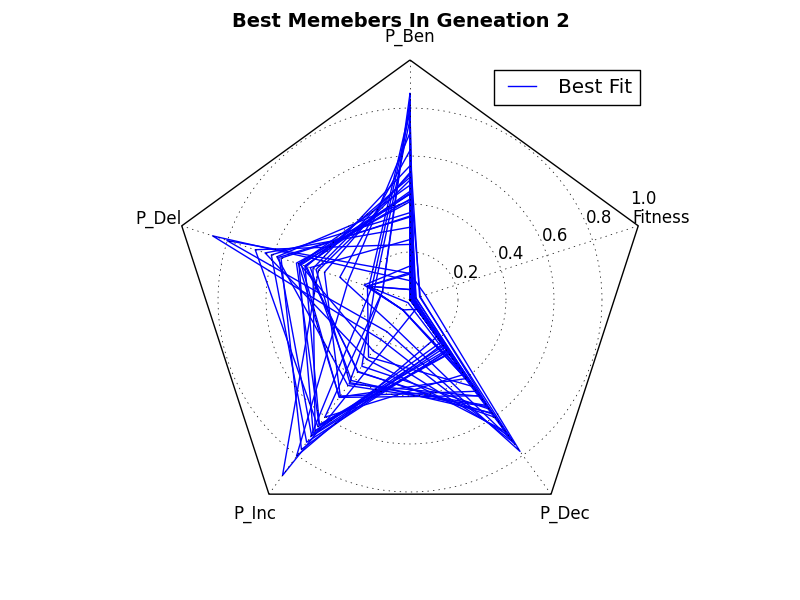 Best Memebers In Geneation 2
P_Ben
Best Fit
1.0
Fitness
0.8
0.6
0.4
0.2
P_Del
P_Inc
P_Dec